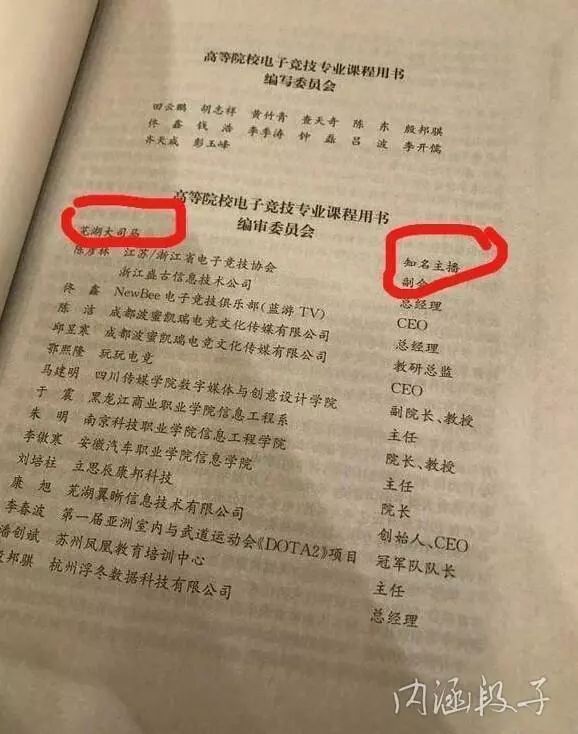 高等院校电子竞技专业课程用书
编写委员会
田云鹏 胡志祥 黄竹青 查天奇 陈 东 殷邦骐
佟 鑫 钱 浩 李季涛 钟 磊 吕 波 李开儒
齐天威 彭玉峰
高等院校电子竞技专业课程用书
编审委员会
芜湖大司马 知名主播
陈彦林 江苏/浙江省电子竞技协会 副会
浙江盘古信息技术公司 总经理
佟 鑫 NewBee电子竞技俱乐部(蓝游TV) CEO
陈 洁 成都波蜜凯瑞电竞文化传媒有限公司 总经理
邱昱寰 成都波蜜凯瑞电竞文化传媒有限公司 教研总监
鄂熙隆 玩玩电竞 CEO
马建明 四川传媒学院数字媒体与创意设计学院 副院长、教授
于 震 黑龙江商业职业学院信息工程系 主任
朱 明 南京科技职业学院信息工程学院 院长、教授
李傲寒 安徽汽车职业学院信息学院 主任
刘培柱 立思辰康邦科技 院长
康 旭 芜湖翼晰信息技术有限公司 创始人、CEO
李春波 第一届亚洲室内与武道运动会《DOTA2》项目 冠军队队长
潘创斌 苏州凤凰教育培训中心 主任
邦骐 杭州浮冬数据科技有限公司 总经理
内涵段子